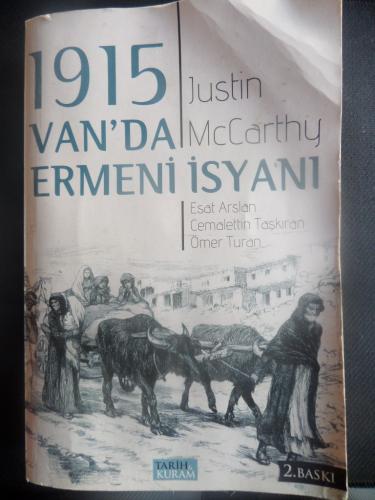 1915
Justin
McCarthy
VAN'DA
ERMENİ İSYANI
Esat Arslan
Cemalettin Taşkıran
Ömer Turan
TARİH
KURAM
2.BASKI